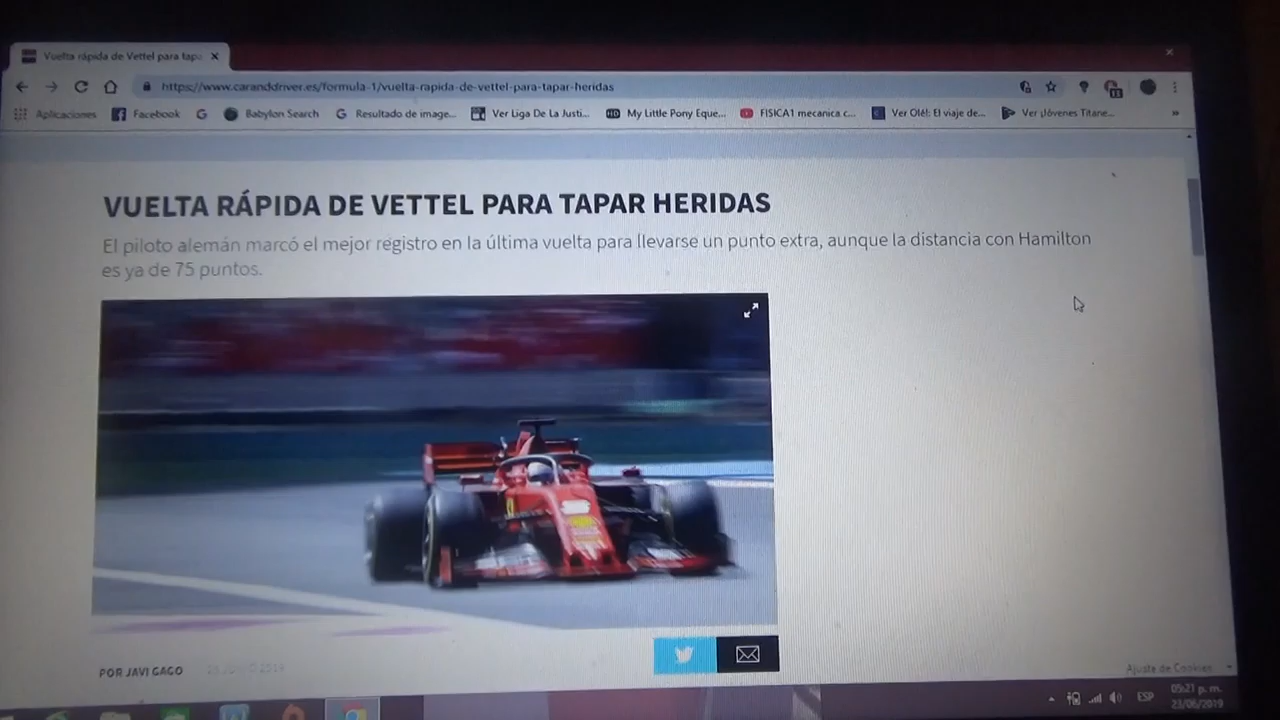 Vuelta rápida de Vettel para tapa
https://www.caranddriver.es/formula-1/vuelta-rapida-de-vettel-para-tapar-heridas
Aplicaciones Facebook Babylon Search Resultado de image... Ver Liga De La Justi... My Little Pony Eque... FISICA1 mecanica c... Ver Olé!: El viaje de... Ver ¡Jóvenes Titane...
VUELTA RÁPIDA DE VETTEL PARA TAPAR HERIDAS
El piloto alemán marcó el mejor registro en la última vuelta para llevarse un punto extra, aunque la distancia con Hamilton
es ya de 75 puntos.
POR JAVI GAGO
Ajuste de Cookies
ESP
05:21 p. m.
23/06/2019